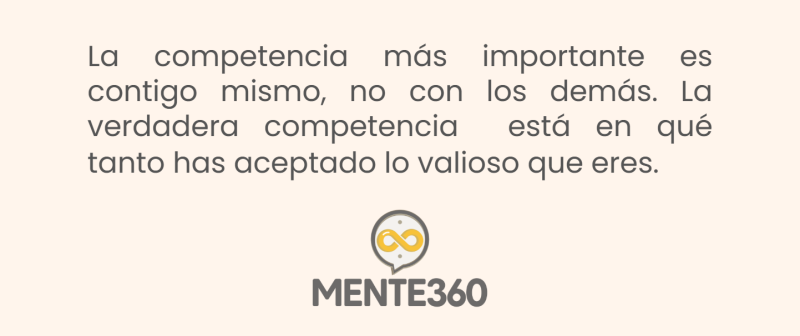 La competencia más importante es
contigo mismo, no con los demás. La
verdadera competencia está en qué
tanto has aceptado lo valioso que eres.
MENTE360